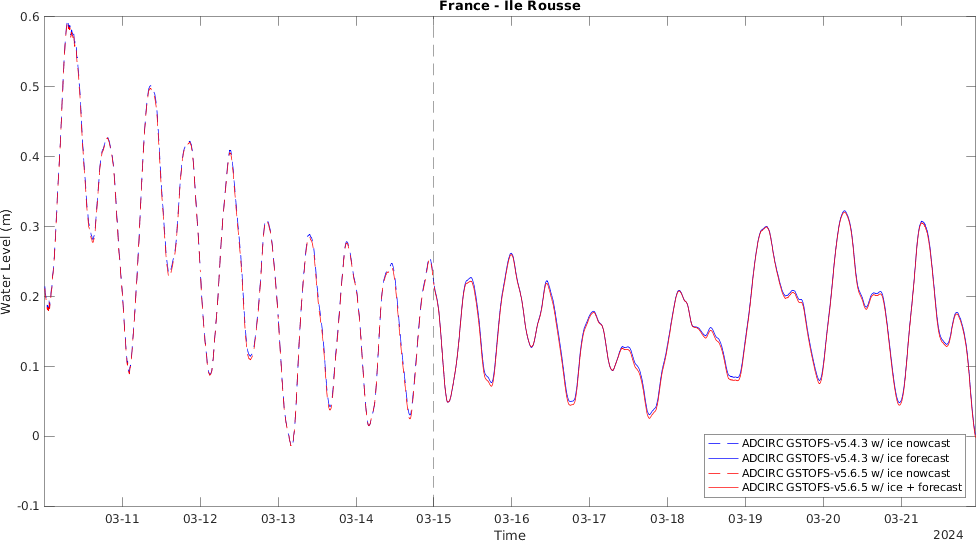 France - Ile Rousse
0.6
0.5
0.4
0.3
0.2
0.1
0
-0.1
Water Level (m)
ADCIRC GSTOFS-v5.4.3 w/ ice nowcast
ADCIRC GSTOFS-v5.4.3 w/ ice forecast
ADCIRC GSTOFS-v5.6.5 w/ ice nowcast
ADCIRC GSTOFS-v5.6.5 w/ ice + forecast
03-11 03-12 03-13 03-14 03-15 03-16 03-17 03-18 03-19 03-20 03-21
Time
2024